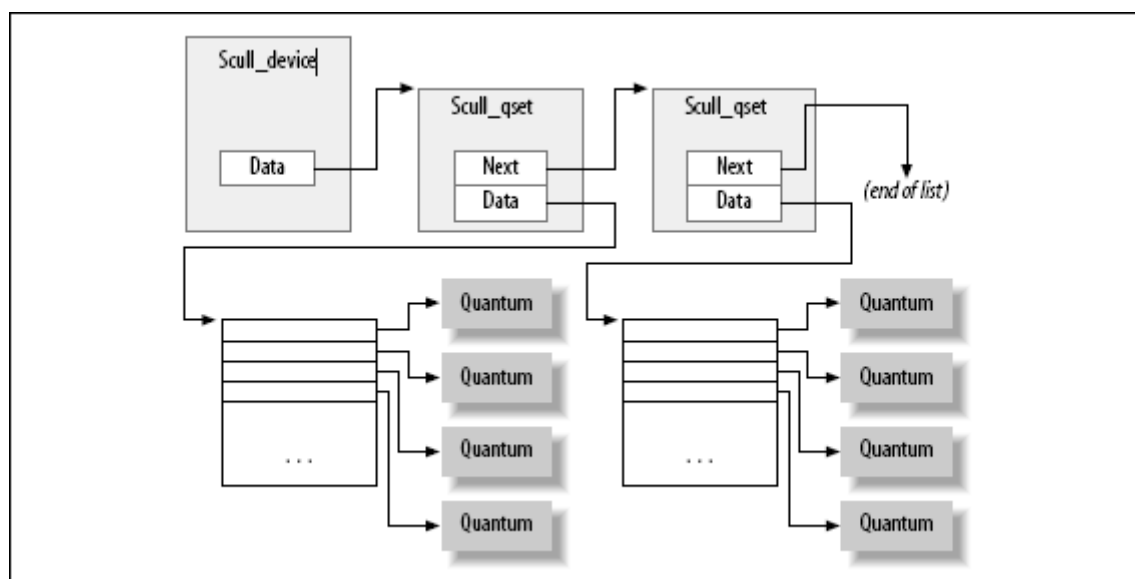 Scull_device
Scull_qset
Scull_qset
Data
Next
Next
Data
Data
(end of list)
Quantum
Quantum
Quantum
Quantum
Quantum
Quantum
Quantum
Quantum
...
...